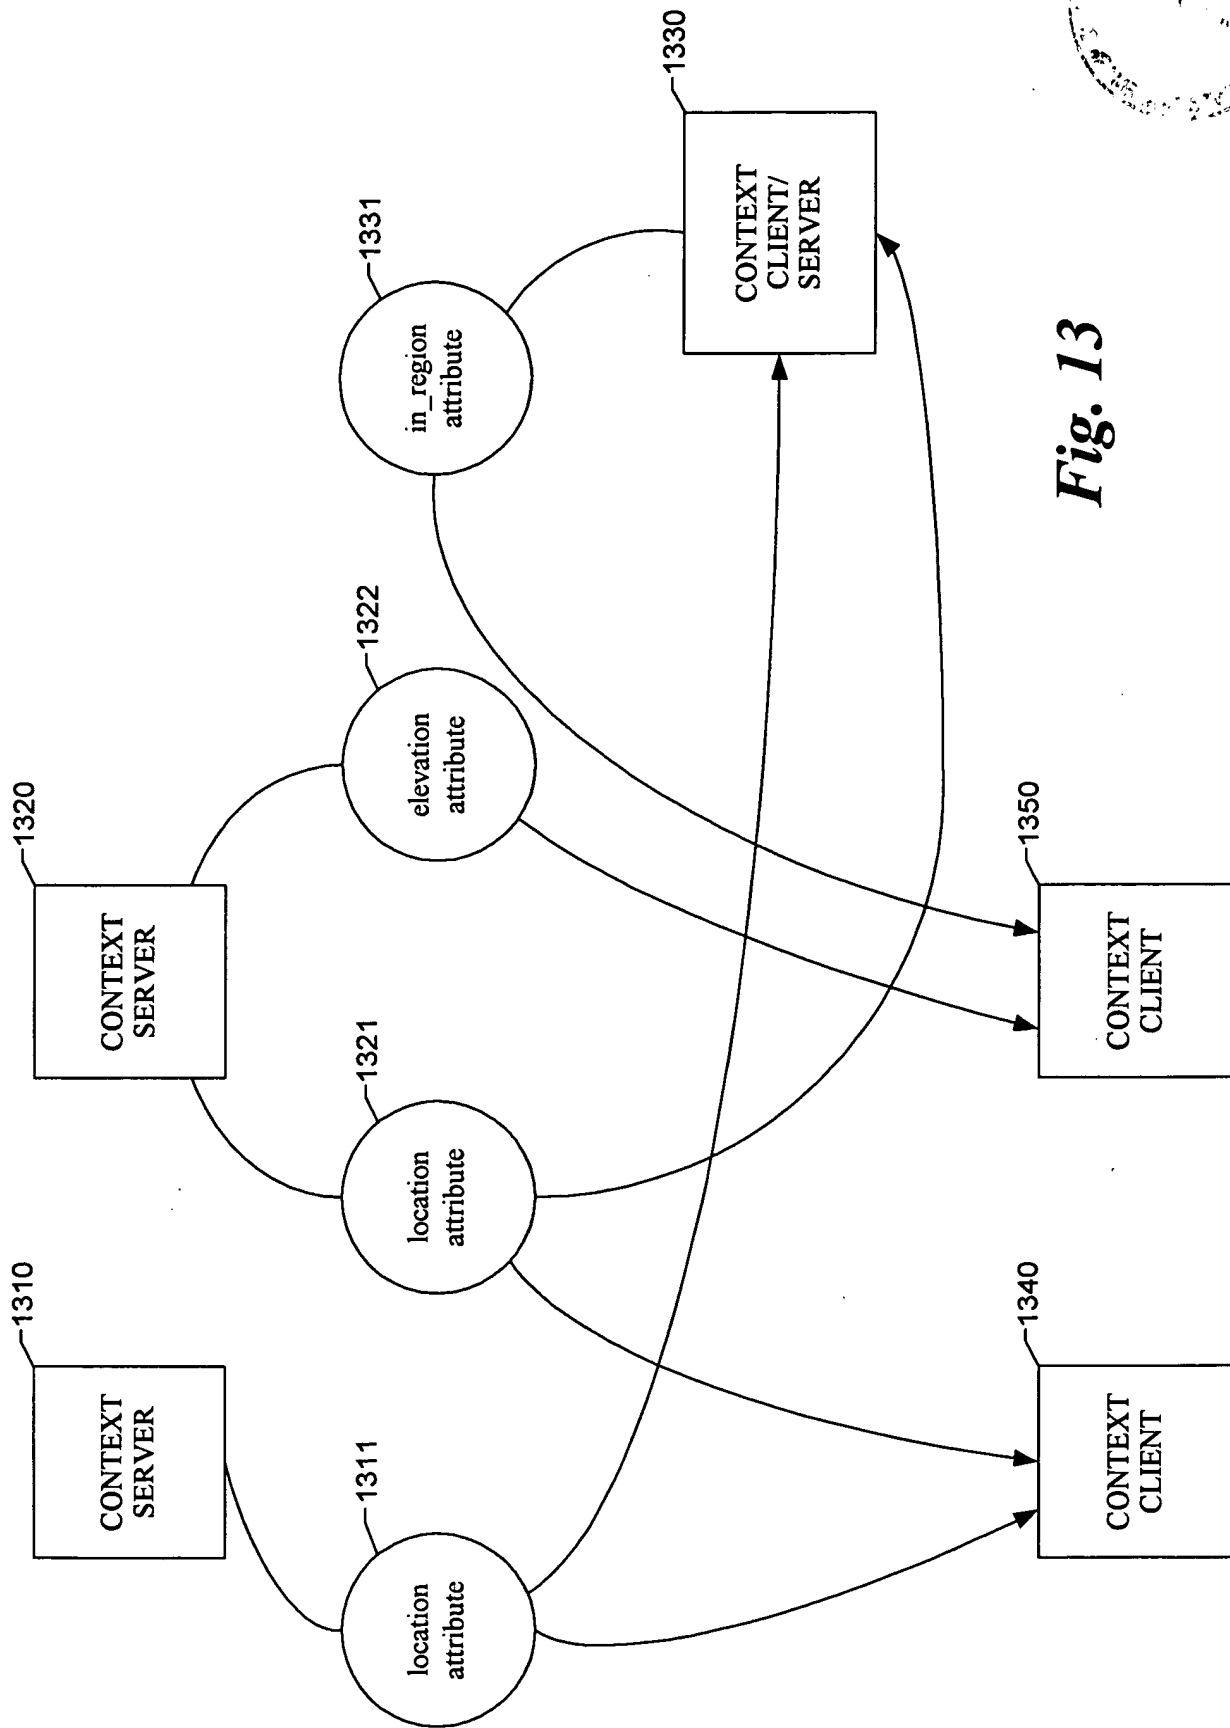 1310
CONTEXT
SERVER
1320
CONTEXT
SERVER
1311
location
attribute
1321
location
attribute
1322
elevation
attribute
1331
in_region
attribute
1330
CONTEXT
CLIENT/
SERVER
1340
CONTEXT
CLIENT
1350
CONTEXT
CLIENT
Fig. 13